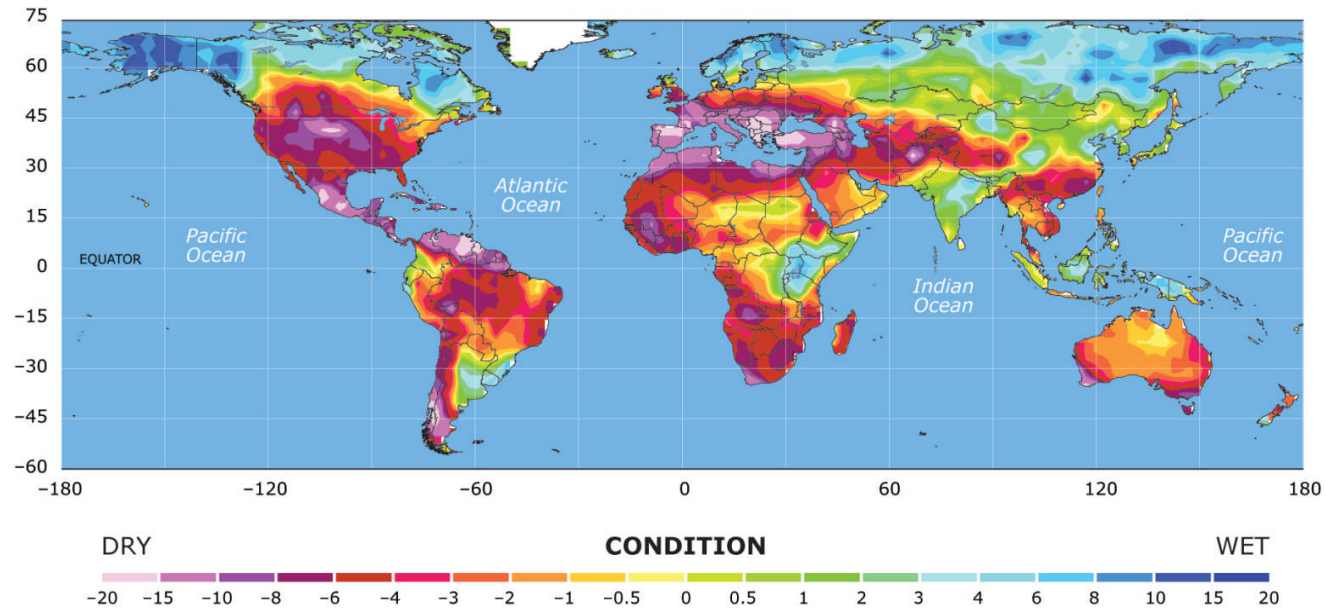 75
60
45
30
15
0
−15
−30
−45
−60
Atlantic
Ocean
Pacific
Ocean
EQUATOR
Indian
Ocean
Pacific
Ocean
−180 −120 −60 0 60 120 180
DRY CONDITION WET
−20 −15 −10 −8 −6 −4 −3 −2 −1 −0.5 0 0.5 1 2 3 4 6 8 10 15 20